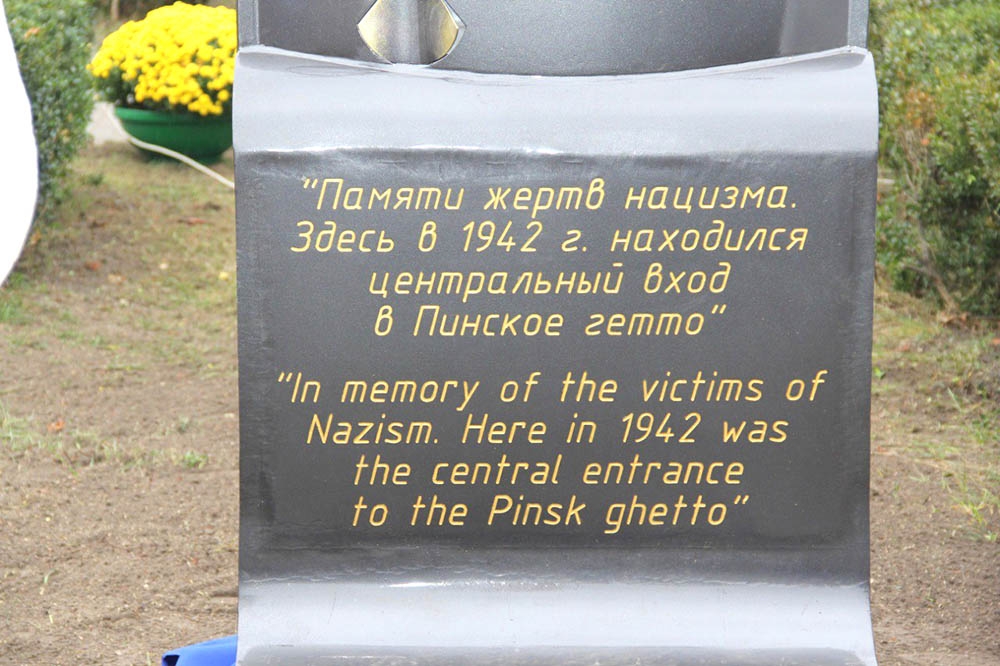 "Памяти жертв нацизма.
Здесь в 1942 г. находился
центральный вход
в Пинское гетто"
"In memory of the victims of
Nazism. Here in 1942 was
the central entrance
to the Pinsk ghetto"